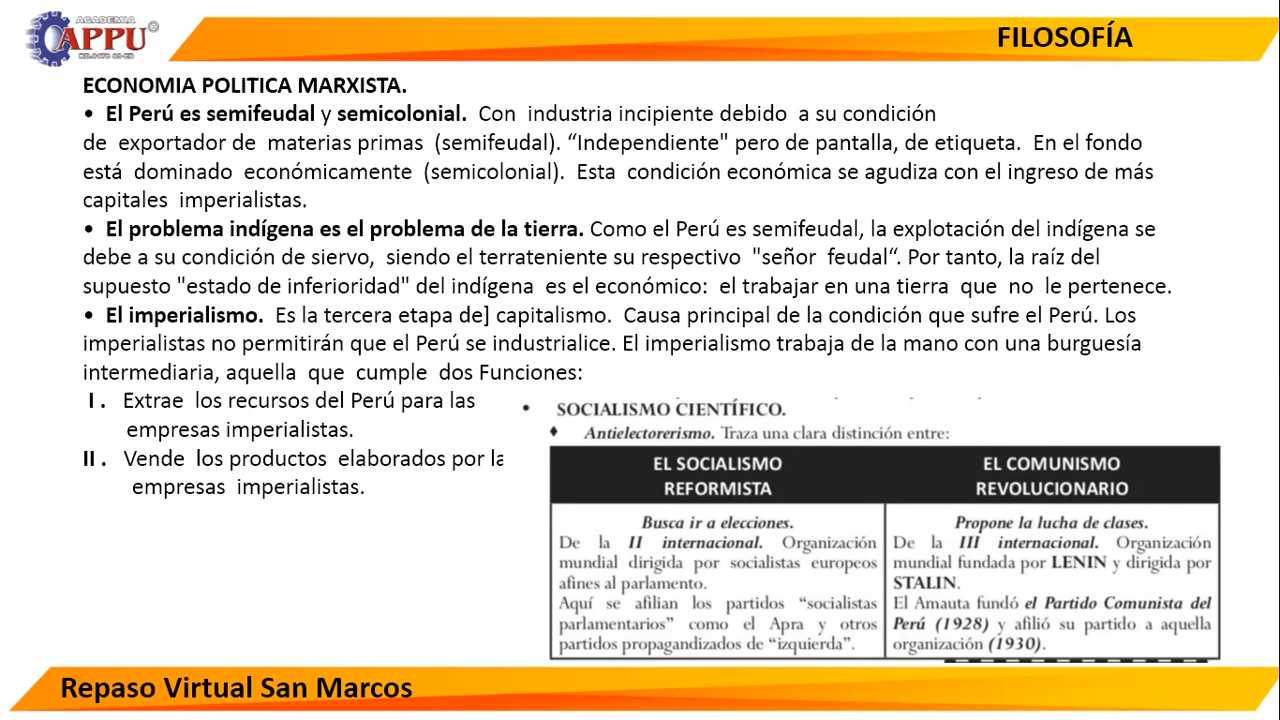 ACADEMIA
APPU
FILOSOFÍA
ECONOMIA POLITICA MARXISTA.
• El Perú es semifeudal y semicolonial. Con industria incipiente debido a su condición
de exportador de materias primas (semifeudal). “Independiente" pero de pantalla, de etiqueta. En el fondo
está dominado económicamente (semicolonial). Esta condición económica se agudiza con el ingreso de más
capitales imperialistas.
• El problema indígena es el problema de la tierra. Como el Perú es semifeudal, la explotación del indígena se
debe a su condición de siervo, siendo el terrateniente su respectivo "señor feudal“. Por tanto, la raíz del
supuesto "estado de inferioridad" del indígena es el económico: el trabajar en una tierra que no le pertenece.
• El imperialismo. Es la tercera etapa de] capitalismo. Causa principal de la condición que sufre el Perú. Los
imperialistas no permitirán que el Perú se industrialice. El imperialismo trabaja de la mano con una burguesía
intermediaria, aquella que cumple dos Funciones:
I . Extrae los recursos del Perú para las
empresas imperialistas.
II . Vende los productos elaborados por la
empresas imperialistas.
• SOCIALISMO CIENTÍFICO.
♦ Antielectorerismo. Traza una clara distinción entre:
EL SOCIALISMO
REFORMISTA
Busca ir a elecciones.
De la II internacional. Organización
mundial dirigida por socialistas europeos
afines al parlamento.
Aquí se afilian los partidos “socialistas
parlamentarios” como el Apra y otros
partidos propagandizados de “izquierda”.
EL COMUNISMO
REVOLUCIONARIO
Propone la lucha de clases.
De la III internacional. Organización
mundial fundada por LENIN y dirigida por
STALIN.
El Amauta fundó el Partido Comunista del
Perú (1928) y afilió su partido a aquella
organización (1930).
Repaso Virtual San Marcos